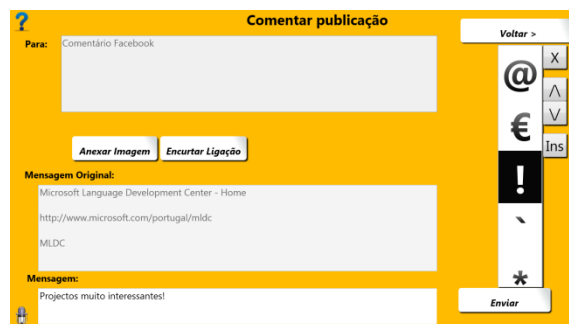 ?
Comentar publicação
Voltar >
Para:
Comentário Facebook
X
/\
\/
Ins
@
€
!
`
*
Anexar Imagem
Encurtar Ligação
Mensagem Original:
Microsoft Language Development Center - Home
http://www.microsoft.com/portugal/mldc
MLDC
Mensagem:
Projectos muito interessantes!
Enviar